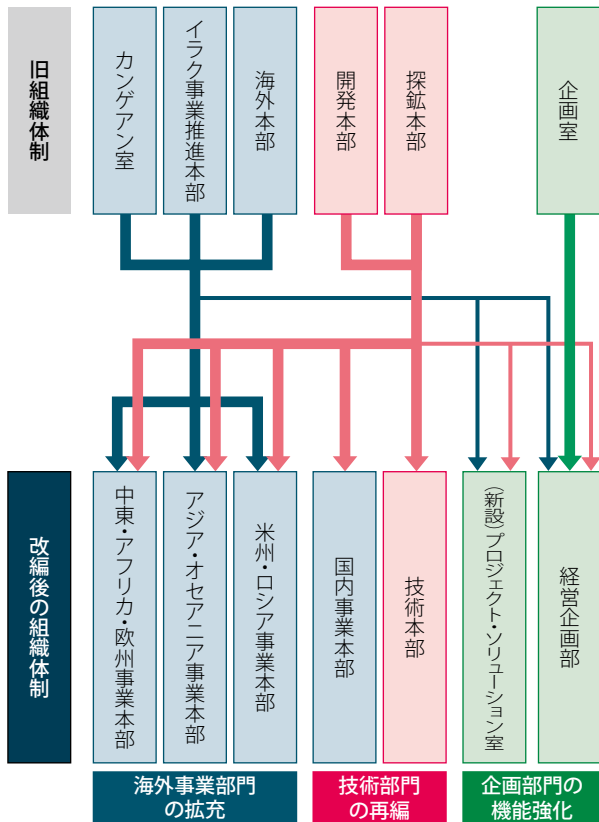 旧組織体制
カンゲアン室
イラク事業推進本部
海外本部
開発本部
探鉱本部
企画室
改編後の組織体制
中東・アフリカ・欧州事業本部
アジア・オセアニア事業本部
米州・ロシア事業本部
国内事業本部
技術本部
（新設）プロジェクト・ソリューション室
経営企画部
海外事業部門
の拡充
技術部門
の再編
企画部門の
機能強化